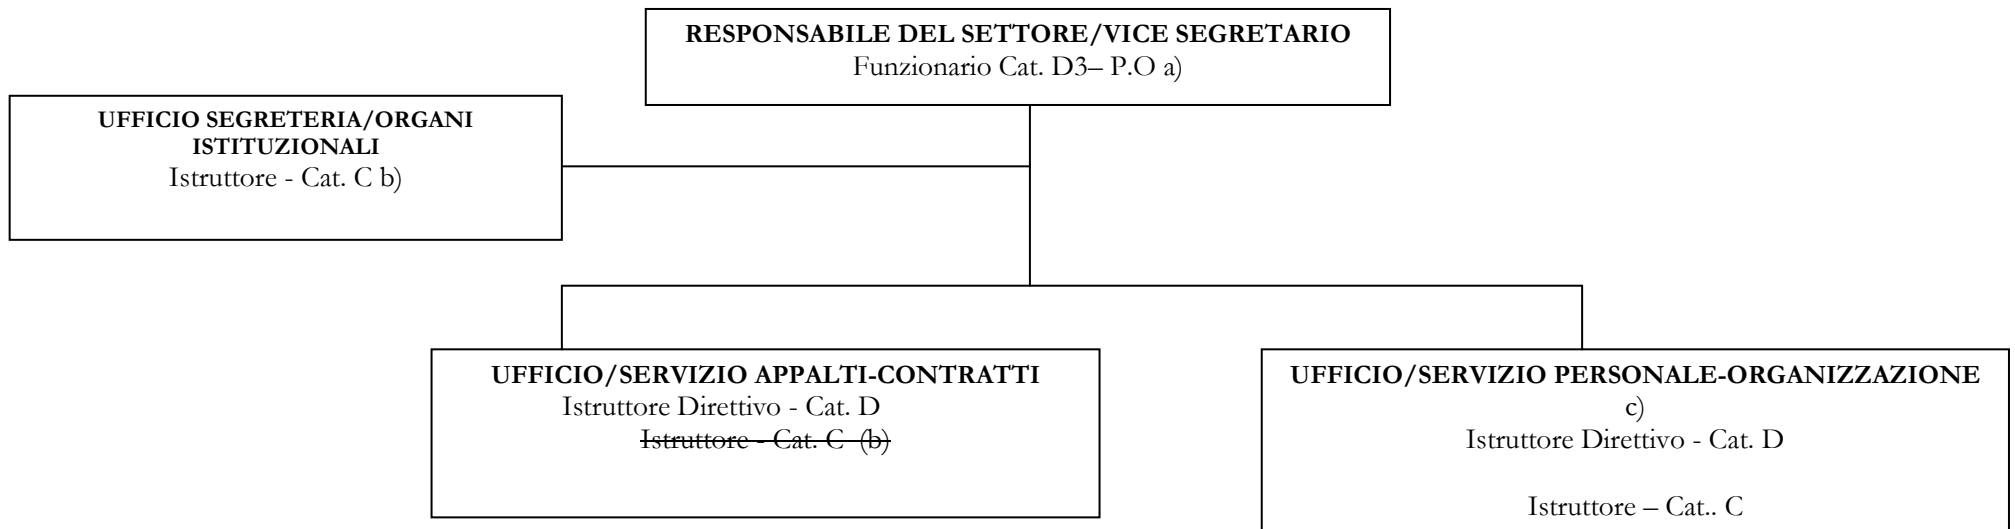 RESPONSABILE DEL SETTORE/VICE SEGRETARIO
Funzionario Cat. D3– P.O a)
UFFICIO SEGRETERIA/ORGANI
ISTITUZIONALI
Istruttore - Cat. C b)
UFFICIO/SERVIZIO APPALTI-CONTRATTI
Istruttore Direttivo - Cat. D
Istruttore - Cat. C (b)
UFFICIO/SERVIZIO PERSONALE-ORGANIZZAZIONE
c)
Istruttore Direttivo - Cat. D
Istruttore – Cat.. C